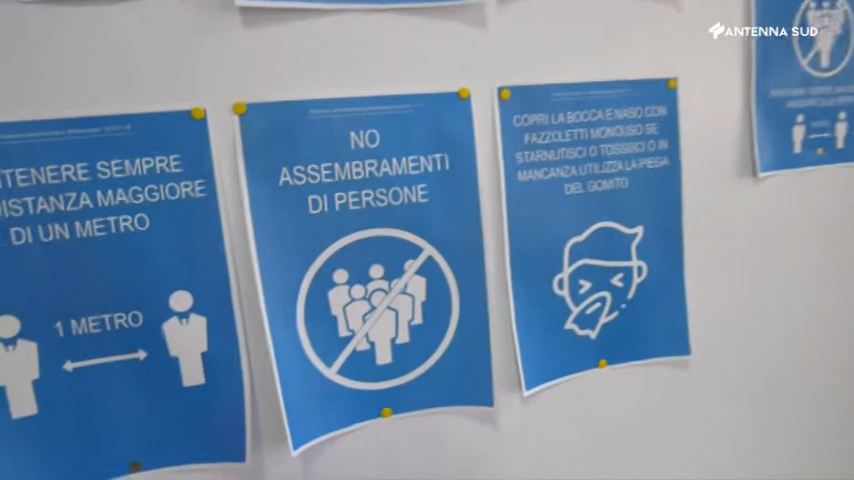 ANTENNA SUD
TENERE SEMPRE
DISTANZA MAGGIORE
DI UN METRO
1 METRO
NO
ASSEMBRAMENTI
DI PERSONE
COPRI LA BOCCA E NASO CON
FAZZOLETTI MONOUSO SE
STARNUTISCI O TOSSISCI O IN
MANCANZA UTILIZZA LA PIEGA
DEL GOMITO